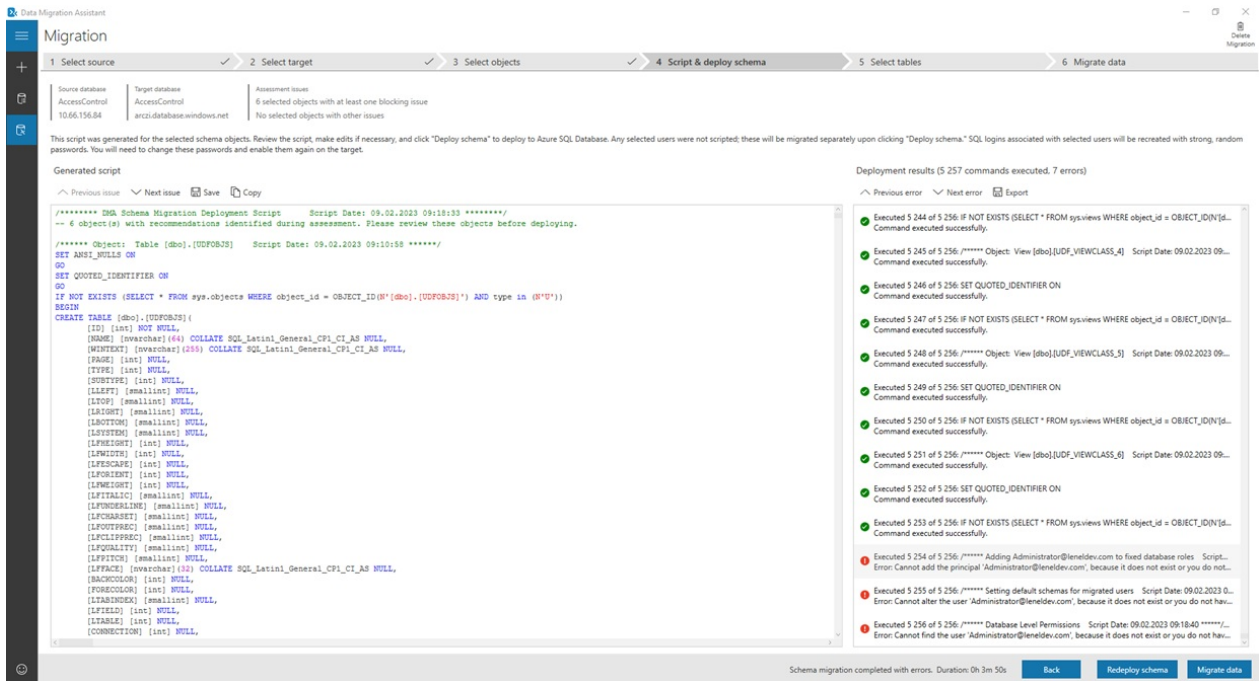 Data Migration Assistant
Migration
Delete
Migration
1 Select source
2 Select target
3 Select objects
4 Script & deploy schema
5 Select tables
6 Migrate data
Source database
AccessControl
10.66.156.84
Target database
AccessControl
arczi.database.windows.net
Assessment issues
6 selected objects with at least one blocking issue
No selected objects with other issues
This script was generated for the selected schema objects. Review the script, make edits if necessary, and click "Deploy schema" to deploy to Azure SQL Database. Any selected users were not scripted; these will be migrated separately upon clicking "Deploy schema." SQL logins associated with selected users will be recreated with strong, random
passwords. You will need to change these passwords and enable them again on the target.
Generated script
Previous issue Next issue Save Copy
/******** DMA Schema Migration Deployment Script Script Date: 09.02.2023 09:18:33 ********/
-- 6 object(s) with recommendations identified during assessment. Please review these objects before deploying.
/****** Object: Table [dbo].[UDFOBJS] Script Date: 09.02.2023 09:10:58 ******/
SET ANSI_NULLS ON
GO
SET QUOTED_IDENTIFIER ON
GO
IF NOT EXISTS (SELECT * FROM sys.objects WHERE object_id = OBJECT_ID(N'[dbo].[UDFOBJS]') AND type in (N'U'))
BEGIN
CREATE TABLE [dbo].[UDFOBJS](
[ID] [int] NOT NULL,
[NAME] [nvarchar](64) COLLATE SQL_Latin1_General_CP1_CI_AS NULL,
[WINTEXT] [nvarchar](255) COLLATE SQL_Latin1_General_CP1_CI_AS NULL,
[PAGE] [int] NULL,
[TYPE] [int] NULL,
[SUBTYPE] [int] NULL,
[LLEFT] [smallint] NULL,
[LTOP] [smallint] NULL,
[LRIGHT] [smallint] NULL,
[LBOTTOM] [smallint] NULL,
[LSYSTEM] [smallint] NULL,
[LFHEIGHT] [int] NULL,
[LFWIDTH] [int] NULL,
[LFESCAPE] [int] NULL,
[LFORIENT] [int] NULL,
[LFWEIGHT] [int] NULL,
[LFITALIC] [smallint] NULL,
[LFUNDERLINE] [smallint] NULL,
[LFCHARSET] [smallint] NULL,
[LFOUTPREC] [smallint] NULL,
[LFCLIPPREC] [smallint] NULL,
[LFQUALITY] [smallint] NULL,
[LFPITCH] [smallint] NULL,
[LFFACE] [nvarchar](32) COLLATE SQL_Latin1_General_CP1_CI_AS NULL,
[BACKCOLOR] [int] NULL,
[FORECOLOR] [int] NULL,
[LTABINDEX] [smallint] NULL,
[LFIELD] [int] NULL,
[LTABLE] [int] NULL,
[CONNECTION] [int] NULL,
Deployment results (5 257 commands executed, 7 errors)
Previous error Next error Export
Executed 5 244 of 5 256: IF NOT EXISTS (SELECT * FROM sys.views WHERE object_id = OBJECT_ID(N'[d...
Command executed successfully.
Executed 5 245 of 5 256: /****** Object: View [dbo].[UDF_VIEWCLASS_4] Script Date: 09.02.2023 09:...
Command executed successfully.
Executed 5 246 of 5 256: SET QUOTED_IDENTIFIER ON
Command executed successfully.
Executed 5 247 of 5 256: IF NOT EXISTS (SELECT * FROM sys.views WHERE object_id = OBJECT_ID(N'[d...
Command executed successfully.
Executed 5 248 of 5 256: /****** Object: View [dbo].[UDF_VIEWCLASS_5] Script Date: 09.02.2023 09:...
Command executed successfully.
Executed 5 249 of 5 256: SET QUOTED_IDENTIFIER ON
Command executed successfully.
Executed 5 250 of 5 256: IF NOT EXISTS (SELECT * FROM sys.views WHERE object_id = OBJECT_ID(N'[d...
Command executed successfully.
Executed 5 251 of 5 256: /****** Object: View [dbo].[UDF_VIEWCLASS_6] Script Date: 09.02.2023 09:...
Command executed successfully.
Executed 5 252 of 5 256: SET QUOTED_IDENTIFIER ON
Command executed successfully.
Executed 5 253 of 5 256: IF NOT EXISTS (SELECT * FROM sys.views WHERE object_id = OBJECT_ID(N'[d...
Command executed successfully.
Executed 5 254 of 5 256: /****** Adding Administrator@leneldev.com to fixed database roles Script...
Error: Cannot add the principal 'Administrator@leneldev.com', because it does not exist or you do not...
Executed 5 255 of 5 256: /****** Setting default schemas for migrated users Script Date: 09.02.2023 0...
Error: Cannot alter the user 'Administrator@leneldev.com', because it does not exist or you do not hav...
Executed 5 256 of 5 256: /****** Database Level Permissions Script Date: 09.02.2023 09:18:40 ******/...
Error: Cannot find the user 'Administrator@leneldev.com', because it does not exist or you do not hav...
Schema migration completed with errors. Duration: 0h 3m 50s
Back
Redeploy schema
Migrate data